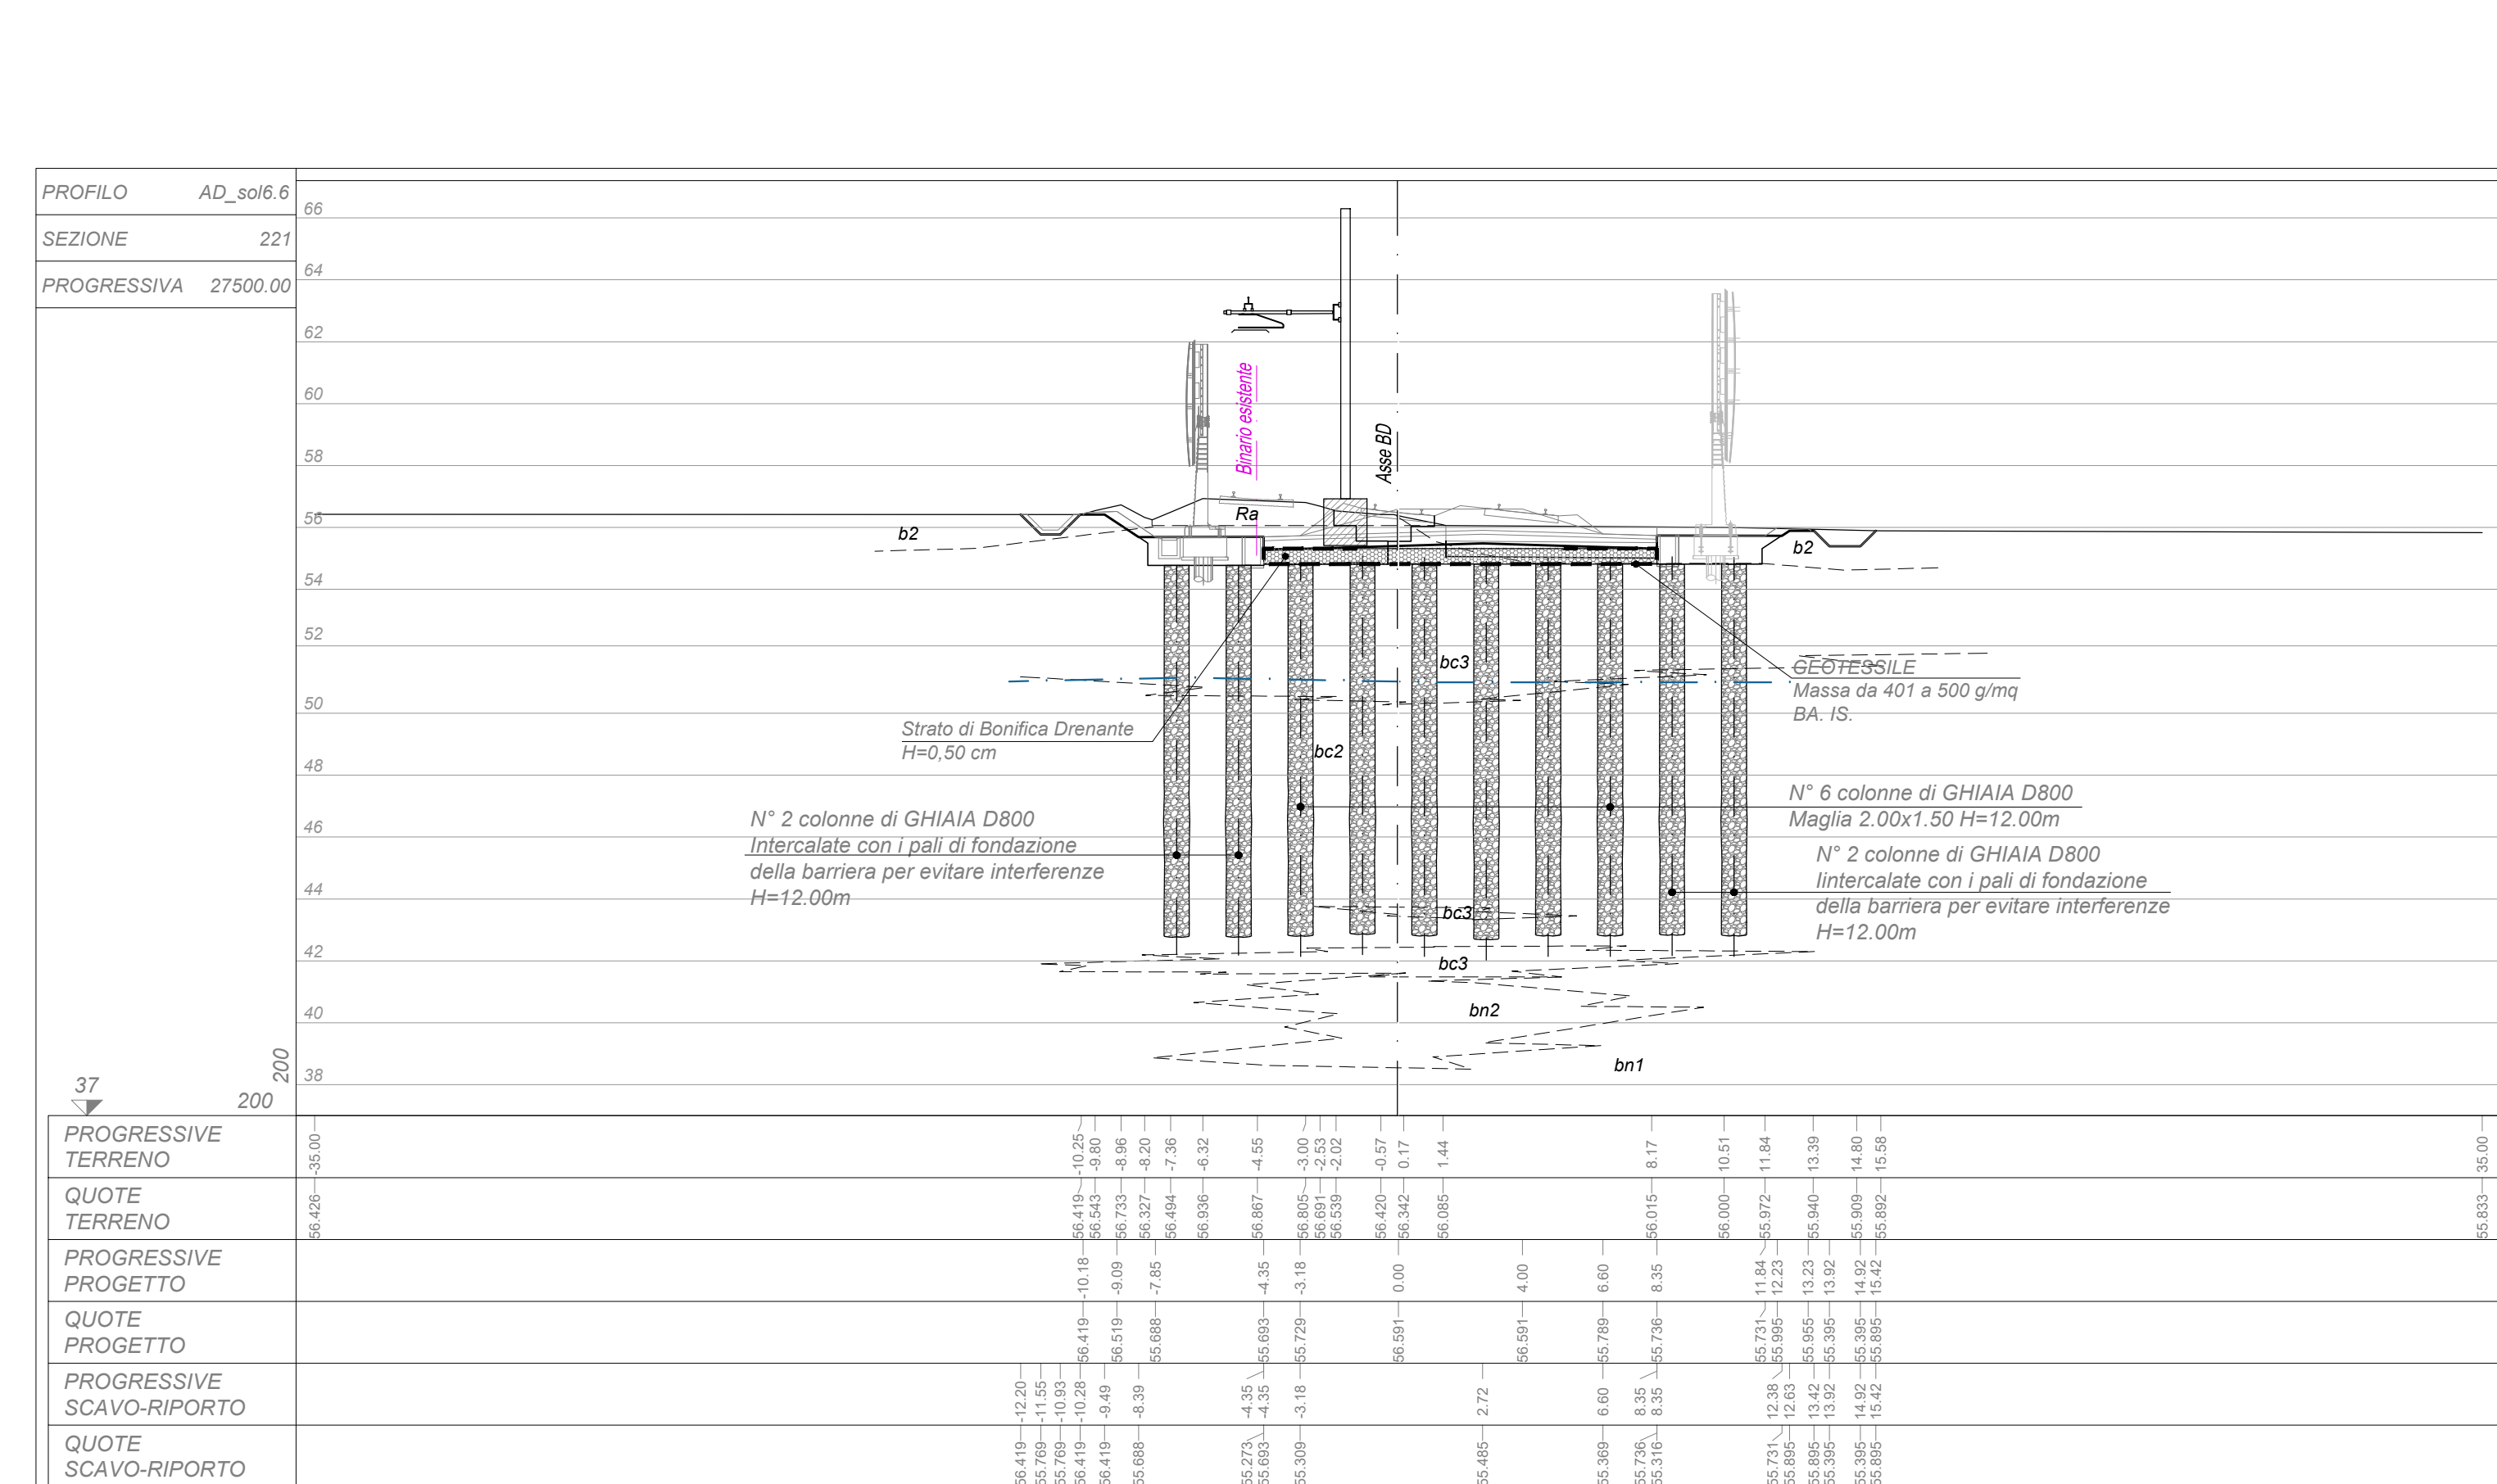 PROFILO AD_sol6.6
SEZIONE 221
PROGRESSIVA 27500.00
66
64
62
60
58
56
54
52
50
48
46
44
42
40
38
Binario esistente
Asse BD
Ra
b2
b2
bc3
GEOTESSILE
Massa da 401 a 500 g/mq
BA. IS.
Strato di Bonifica Drenante
H=0,50 cm
bc2
N° 6 colonne di GHIAIA D800
Maglia 2.00x1.50 H=12.00m
N° 2 colonne di GHIAIA D800
Intercalate con i pali di fondazione
della barriera per evitare interferenze
H=12.00m
N° 2 colonne di GHIAIA D800
Iintercalate con i pali di fondazione
della barriera per evitare interferenze
H=12.00m
bc3
bc3
bn2
bn1
37
200
200
PROGRESSIVE
TERRENO
-35.00 -10.25 -9.80 -8.96 -8.20 -7.36 -6.32 -4.55 -3.00 -2.53 -2.02 -0.57 0.17 1.44 8.17 10.51 11.84 13.39 14.80 15.58 35.00
QUOTE
TERRENO
56.426 56.419 56.543 56.733 56.327 56.494 56.936 56.867 56.805 56.691 56.539 56.420 56.342 56.085 56.015 56.000 55.972 55.940 55.909 55.892 55.833
PROGRESSIVE
PROGETTO
-10.18 -9.09 -7.85 -4.35 -3.18 0.00 4.00 6.60 8.35 11.84 12.23 13.23 13.92 14.92 15.42
QUOTE
PROGETTO
56.419 56.519 55.688 55.693 55.729 56.591 56.591 55.789 55.736 55.731 55.995 55.955 55.395 55.395 55.895
PROGRESSIVE
SCAVO-RIPORTO
-12.20 -11.55 -10.93 -10.28 -9.49 -8.39 -4.35 -4.35 -3.18 2.72 6.60 8.35 8.35 12.38 12.63 13.42 13.92 14.92 15.42
QUOTE
SCAVO-RIPORTO
56.419 55.769 55.769 56.419 56.419 55.688 55.273 55.693 55.309 55.485 55.369 55.736 55.316 55.731 55.895 55.895 55.395 55.395 55.895